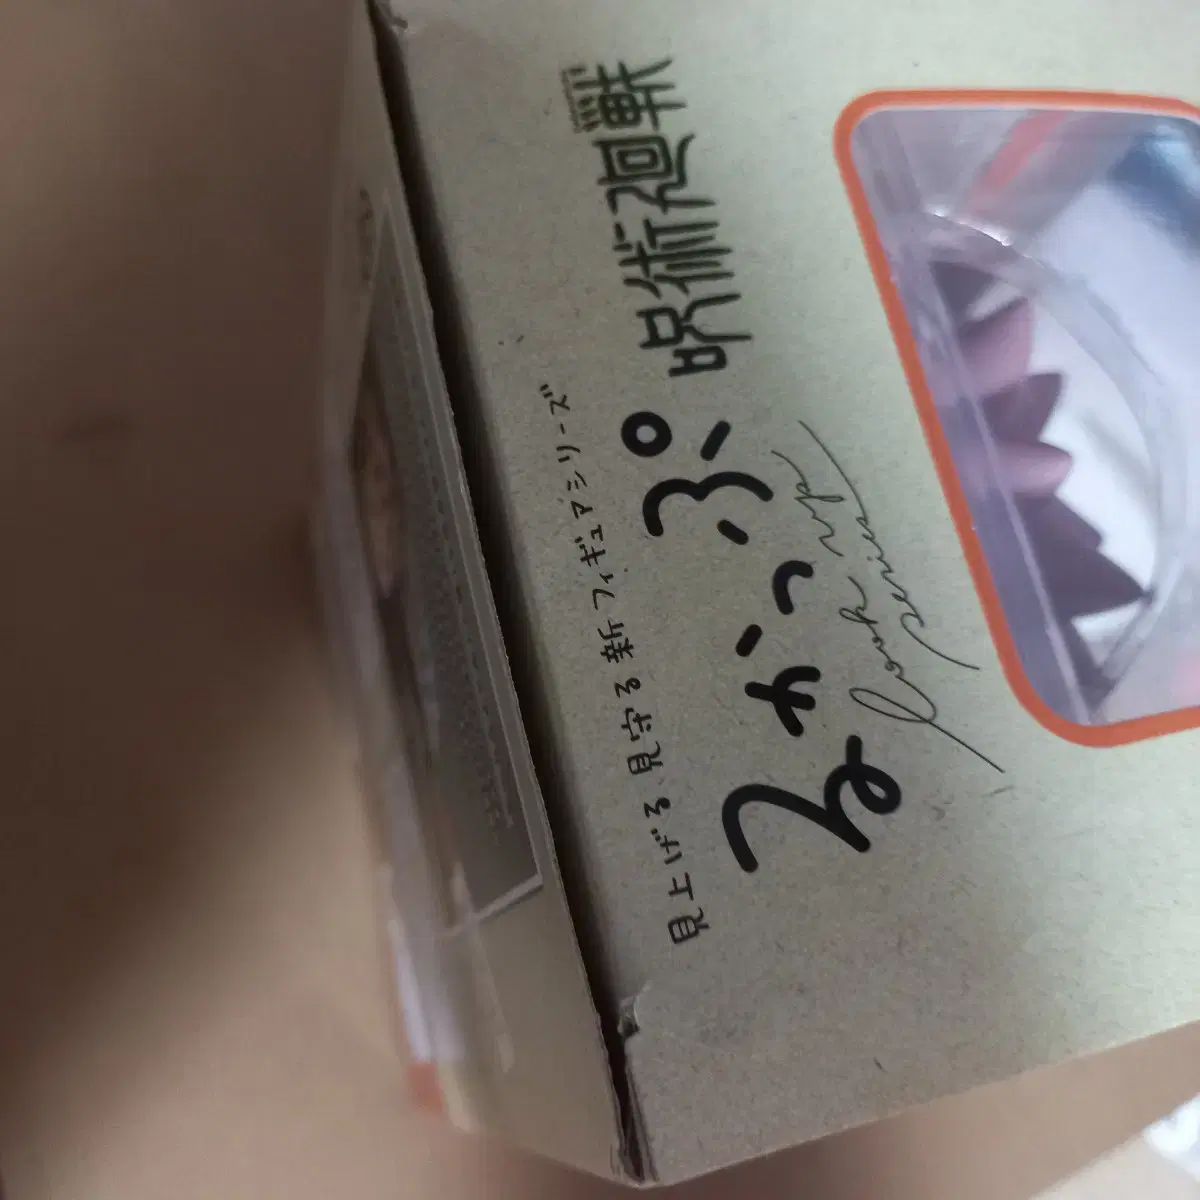 見上げる、見守る新フィギュアシリーズ
るかっぷ
look up
series
呪術廻戦